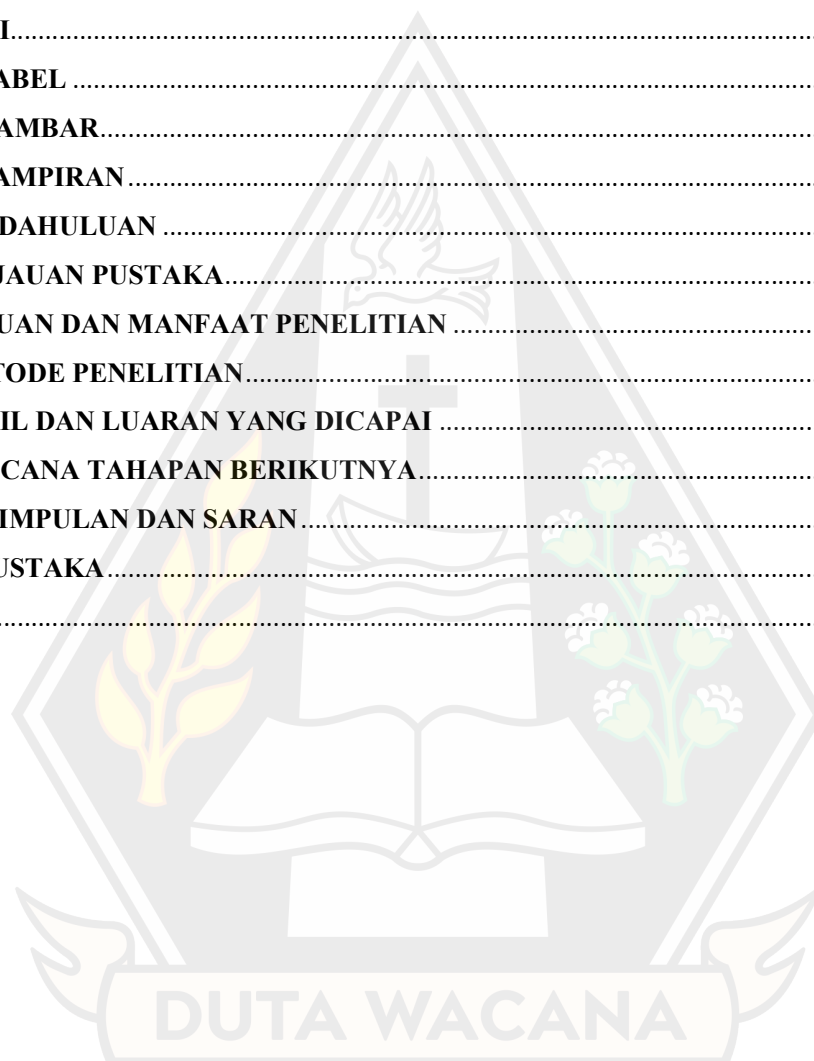 I..........................................................................................................
ABEL ................................................................................................
AMBAR............................................................................................
AMPIRAN........................................................................................
DAHULUAN ..................................................................................
JAUAN PUSTAKA.........................................................................
UAN DAN MANFAAT PENELITIAN ..........................................
TODE PENELITIAN......................................................................
IL DAN LUARAN YANG DICAPAI ............................................
CANA TAHAPAN BERIKUTNYA................................................
IMPULAN DAN SARAN................................................................
USTAKA...........................................................................................
..........................................................................................................
DUTA WACANA